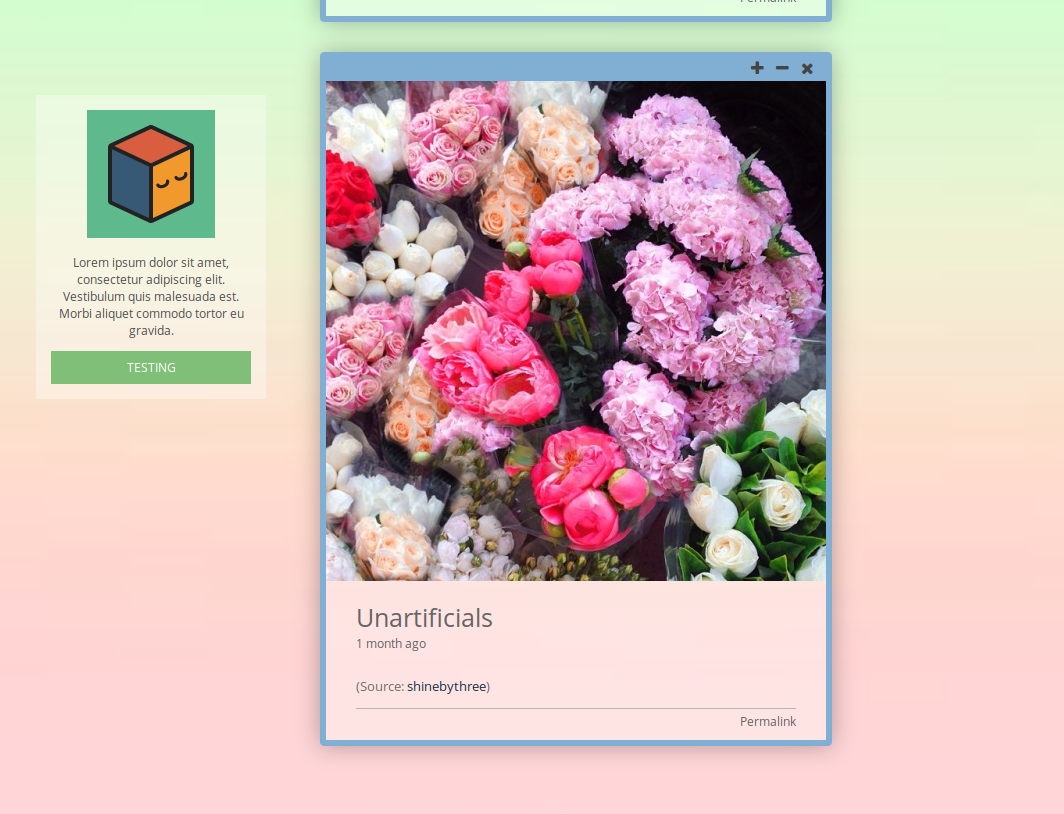 Permalink
Lorem ipsum dolor sit amet,
consectetur adipiscing elit.
Vestibulum quis malesuada est.
Morbi aliquet commodo tortor eu
gravida.
TESTING
Unartificials
1 month ago
(Source: shinebythree)
Permalink